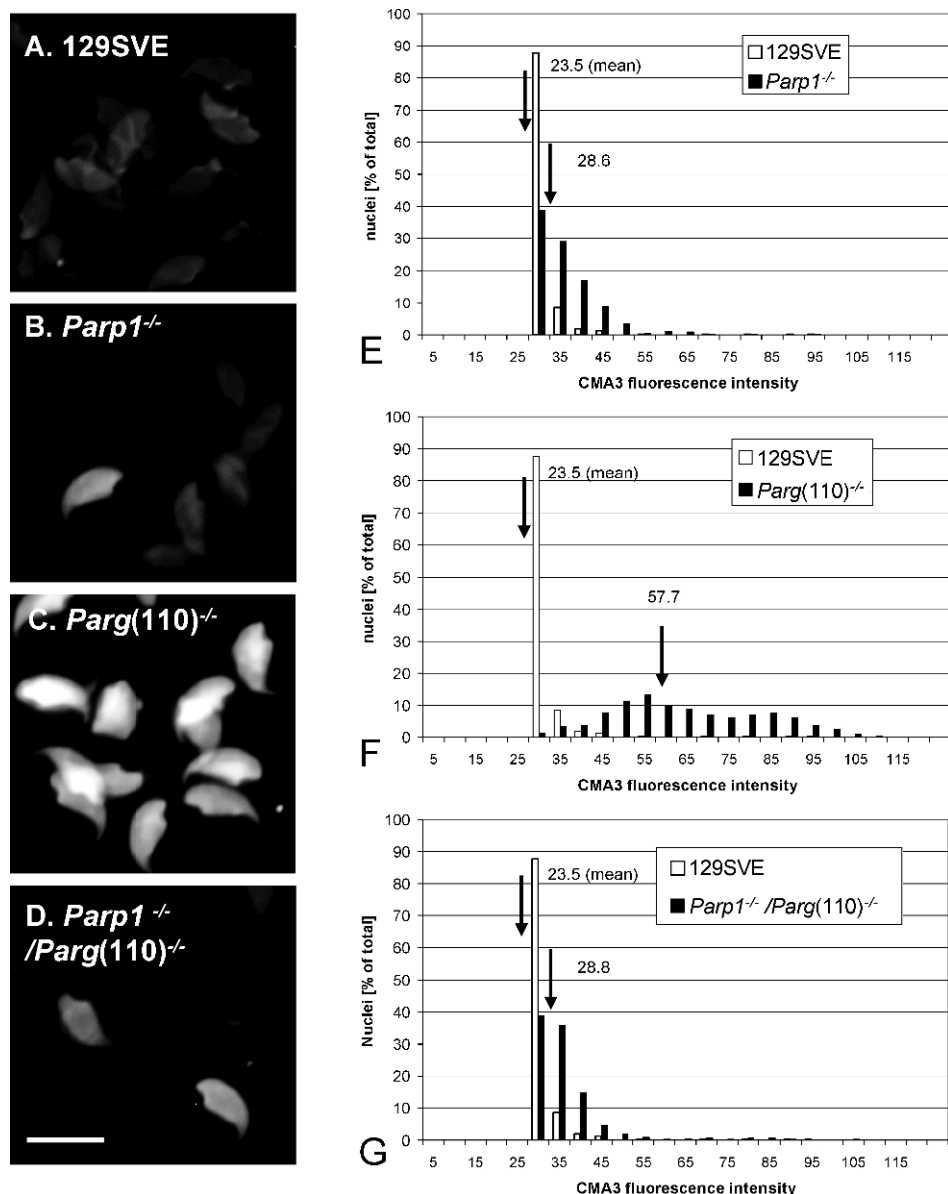 A. 129SVE
B. Parp1-/-
C. Parg(110)-/-
D. Parp1 -/-
/Parg(110)-/-
E
nuclei [% of total]
100
90
80
70
60
50
40
30
20
10
0
23.5 (mean)
28.6
129SVE
Parp1-/-
5 15 25 35 45 55 65 75 85 95 105 115
CMA3 fluorescence intensity
F
nuclei [% of total]
100
90
80
70
60
50
40
30
20
10
0
23.5 (mean)
57.7
129SVE
Parg(110)-/-
5 15 25 35 45 55 65 75 85 95 105 115
CMA3 fluorescence intensity
G
Nuclei [% of total]
100
90
80
70
60
50
40
30
20
10
0
23.5 (mean)
28.8
129SVE
Parp1-/- /Parg(110)-/-
5 15 25 35 45 55 65 75 85 95 105 115
CMA3 fluorescence intensity